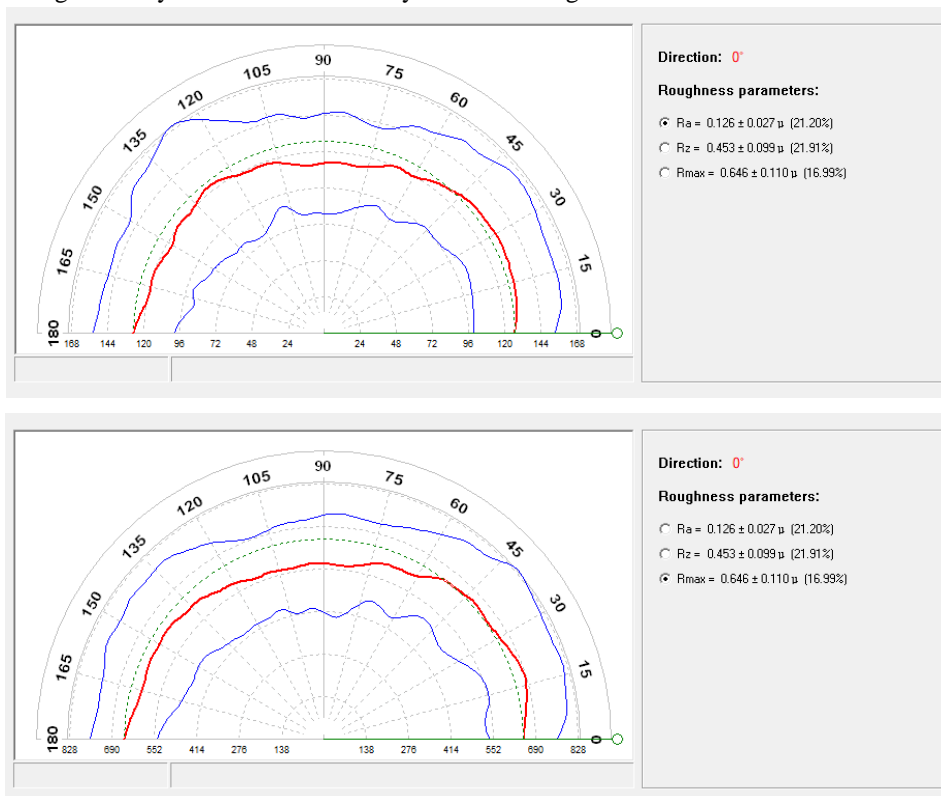 Direction: 0°
Roughness parameters:
Ra = 0.126 ± 0.027 µ (21.20%)
Rz = 0.453 ± 0.099 µ (21.91%)
Rmax = 0.646 ± 0.110 µ (16.99%)
90
105 75
120 60
135 45
150 30
165 15
180 0
168 144 120 96 72 48 24 24 48 72 96 120 144 168
Direction: 0°
Roughness parameters:
Ra = 0.126 ± 0.027 µ (21.20%)
Rz = 0.453 ± 0.099 µ (21.91%)
Rmax = 0.646 ± 0.110 µ (16.99%)
90
105 75
120 60
135 45
150 30
165 15
180 0
828 690 552 414 276 138 138 276 414 552 690 828